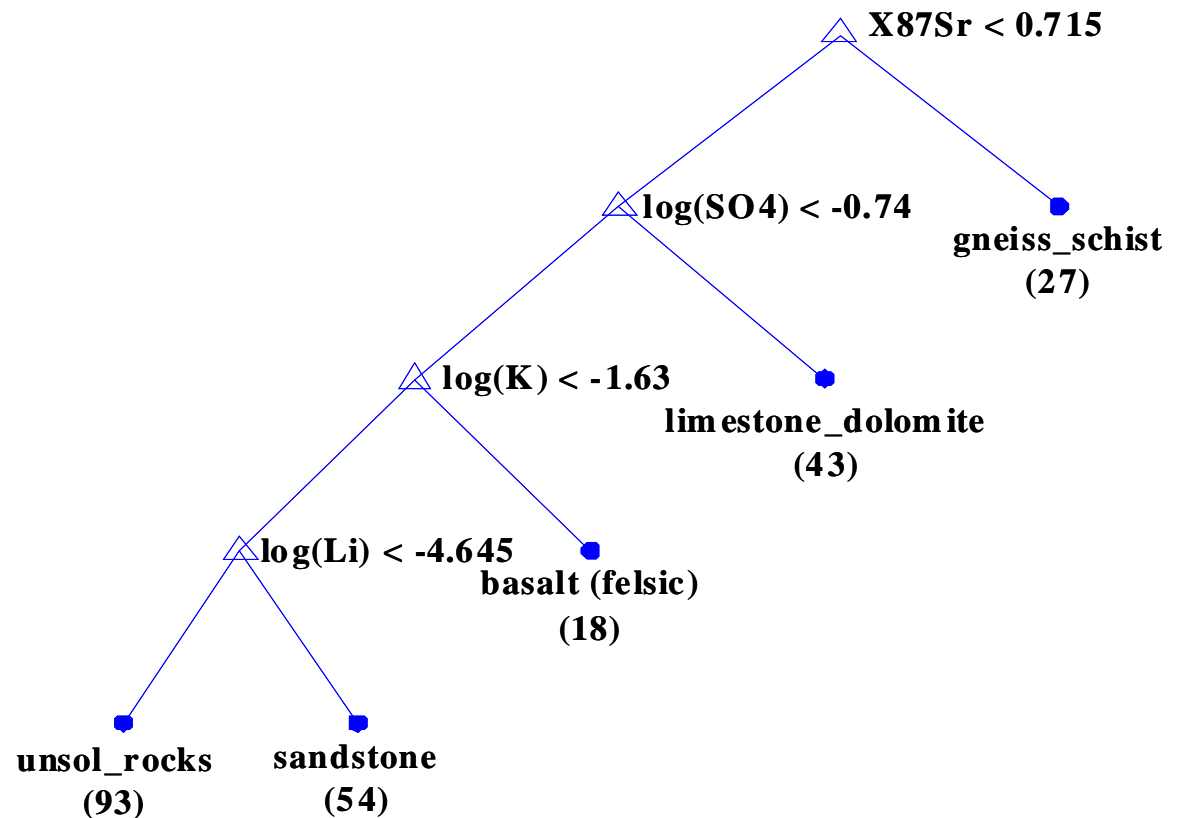 X87Sr < 0.715
log(SO4) < -0.74
gneiss_schist
(27)
log(K) < -1.63
limestone_dolomite
(43)
log(Li) < -4.645
basalt (felsic)
(18)
unsol_rocks
(93)
sandstone
(54)